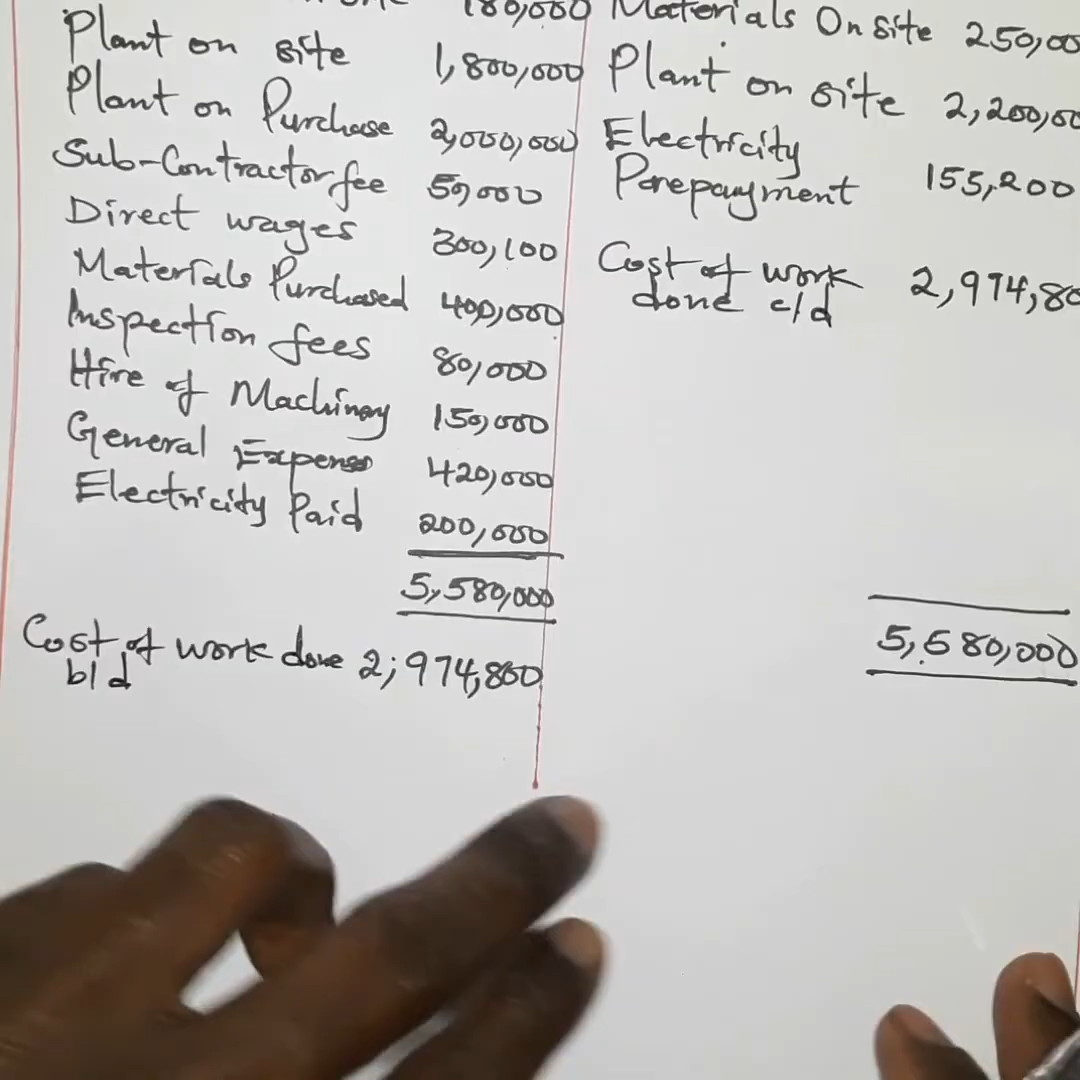 180,000 Materials On site 250,00
Plant on site 1,800,000 Plant on site 2,200,00
Plant on Purchase 2,000,000 Electricity
Sub-Contractor fee 50,000 Prepayment 155,200
Direct wages 300,100 Cost of work 2,974,80
Materials Purchased 400,000 done c/d
Inspection fees 80,000
Hire of Machinery 150,000
General Expenses 420,000
Electricity Paid 200,000
5,580,000 5,580,000
Cost of work done 2,974,800
b/d